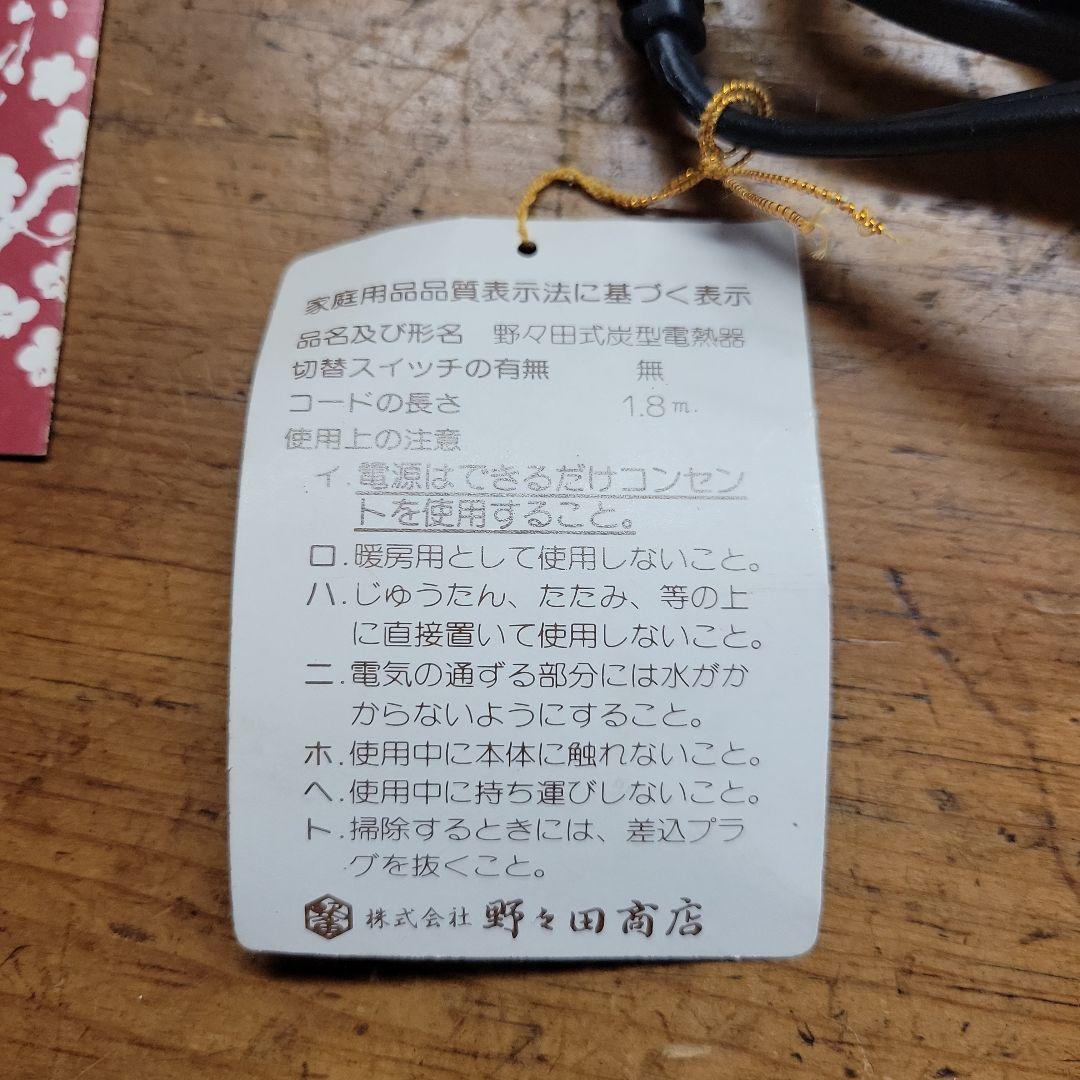 家庭用品品質表示法に基づく表示
品名及び形名 野々田式炭型電熱器
切替スイッチの有無 無
コードの長さ 1.8m.
使用上の注意
イ.電源はできるだけコンセン
トを使用すること。
ロ.暖房用として使用しないこと。
ハ.じゅうたん、たたみ、等の上
に直接置いて使用しないこと。
ニ.電気の通ずる部分には水がか
からないようにすること。
ホ.使用中に本体に触れないこと。
ヘ.使用中に持ち運びしないこと。
ト.掃除するときには、差込プラ
グを抜くこと。
株式会社 野々田商店